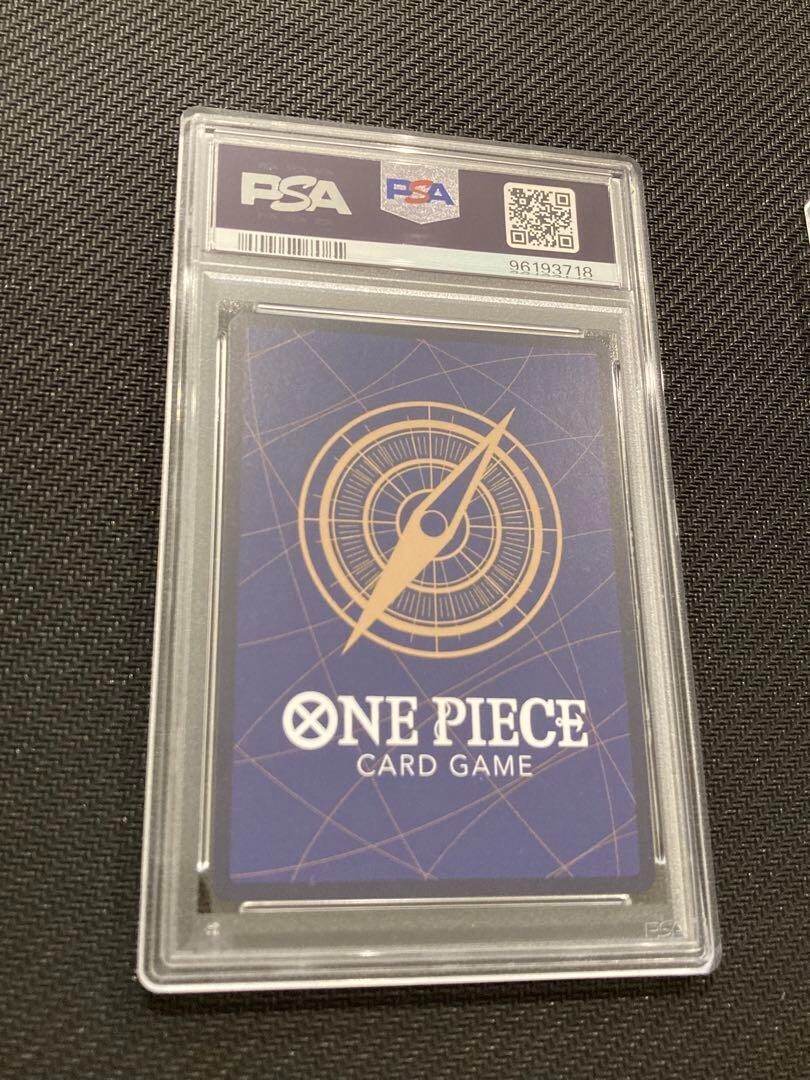 PSA
PSA
96193718
ONE PIECE
CARD GAME
PSA